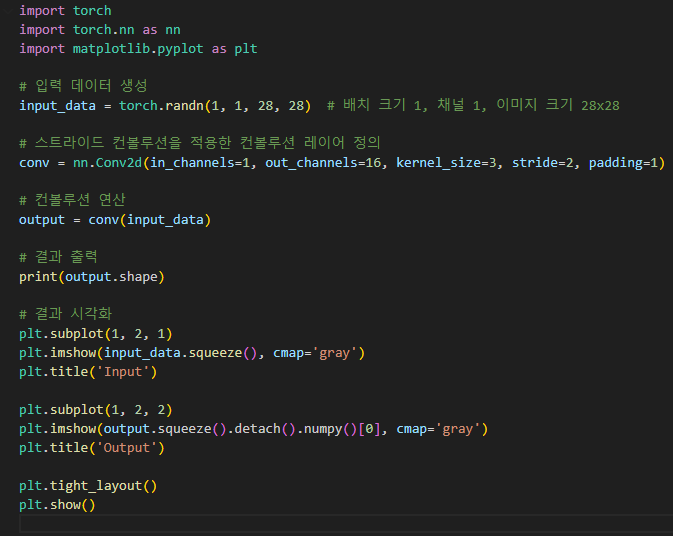 import torch
import torch.nn as nn
import matplotlib.pyplot as plt
# 입력 데이터 생성
input_data = torch.randn(1, 1, 28, 28)  # 배치 크기 1, 채널 1, 이미지 크기 28x28
# 스트라이드 컨볼루션을 적용한 컨볼루션 레이어 정의
conv = nn.Conv2d(in_channels=1, out_channels=16, kernel_size=3, stride=2, padding=1)
# 컨볼루션 연산
output = conv(input_data)
# 결과 출력
print(output.shape)
# 결과 시각화
plt.subplot(1, 2, 1)
plt.imshow(input_data.squeeze(), cmap='gray')
plt.title('Input')
plt.subplot(1, 2, 2)
plt.imshow(output.squeeze().detach().numpy()[0], cmap='gray')
plt.title('Output')
plt.tight_layout()
plt.show()